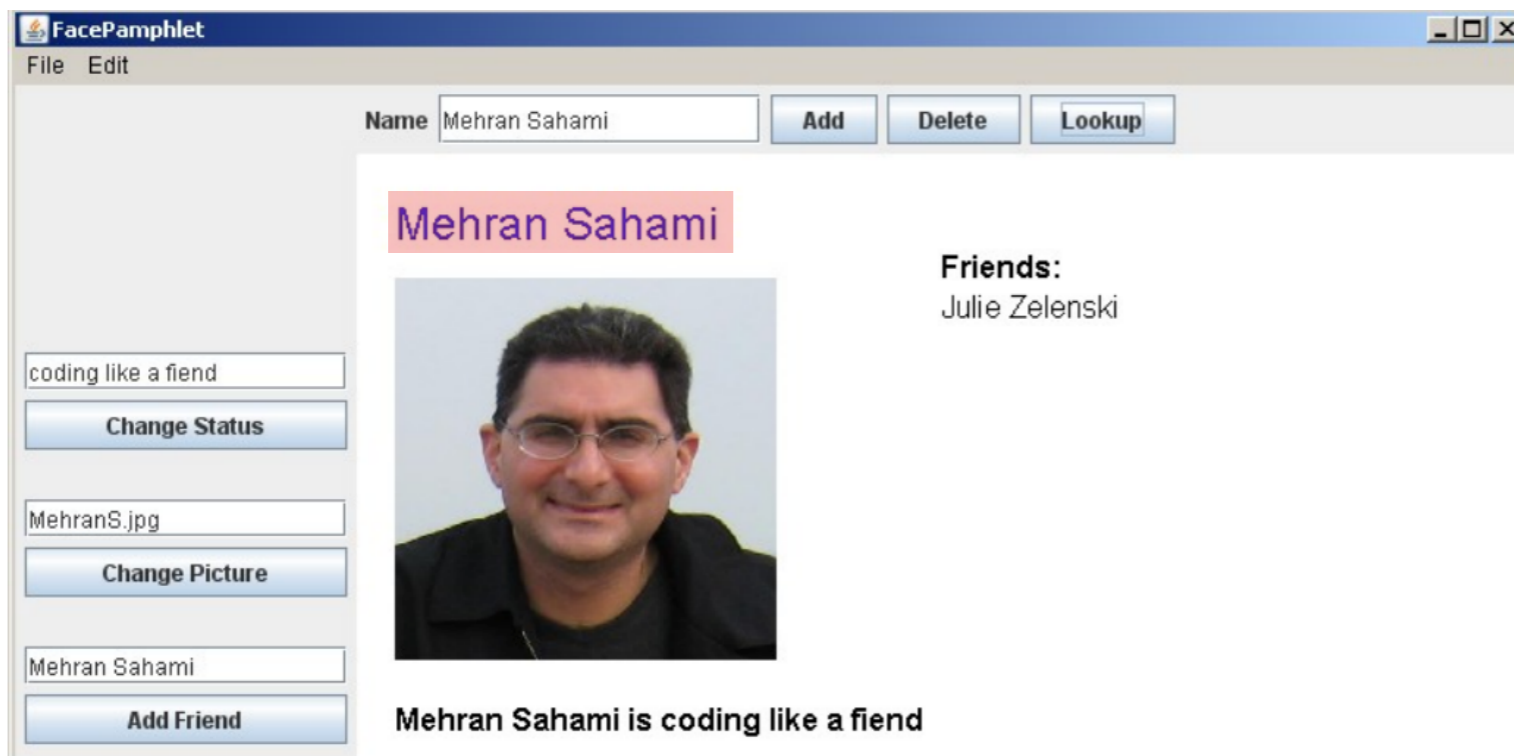 FacePamphlet
File Edit
Name Mehran Sahami Add Delete Lookup
Mehran Sahami
Friends:
Julie Zelenski
coding like a fiend
Change Status
MehranS.jpg
Change Picture
Mehran Sahami
Add Friend
Mehran Sahami is coding like a fiend